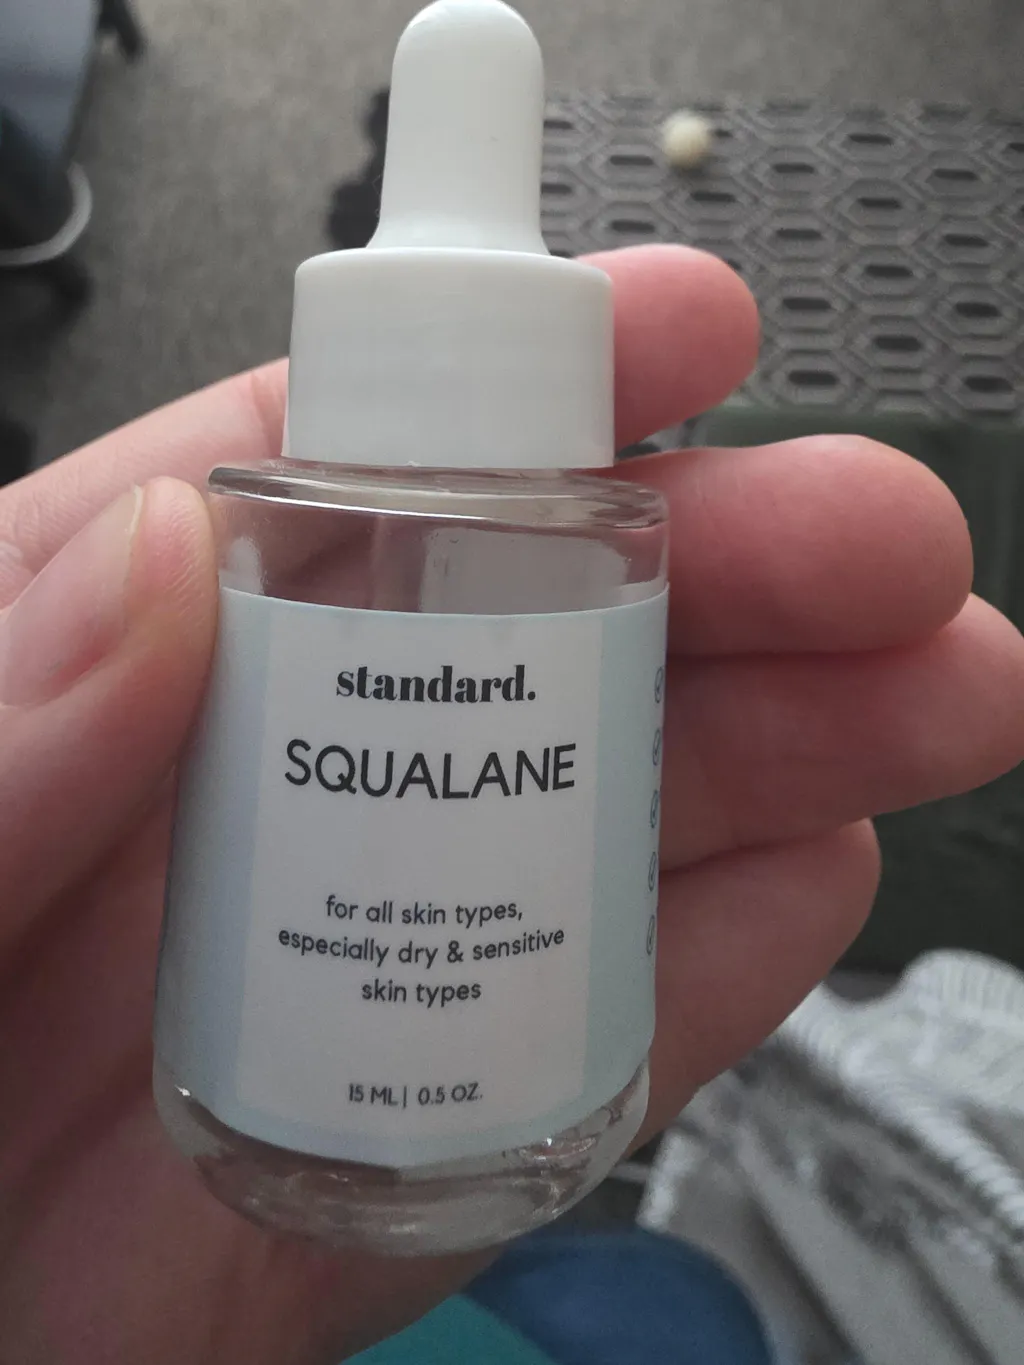 standard.
SQUALANE
for all skin types,
especially dry & sensitive
skin types
15 ML | 0.5 OZ.